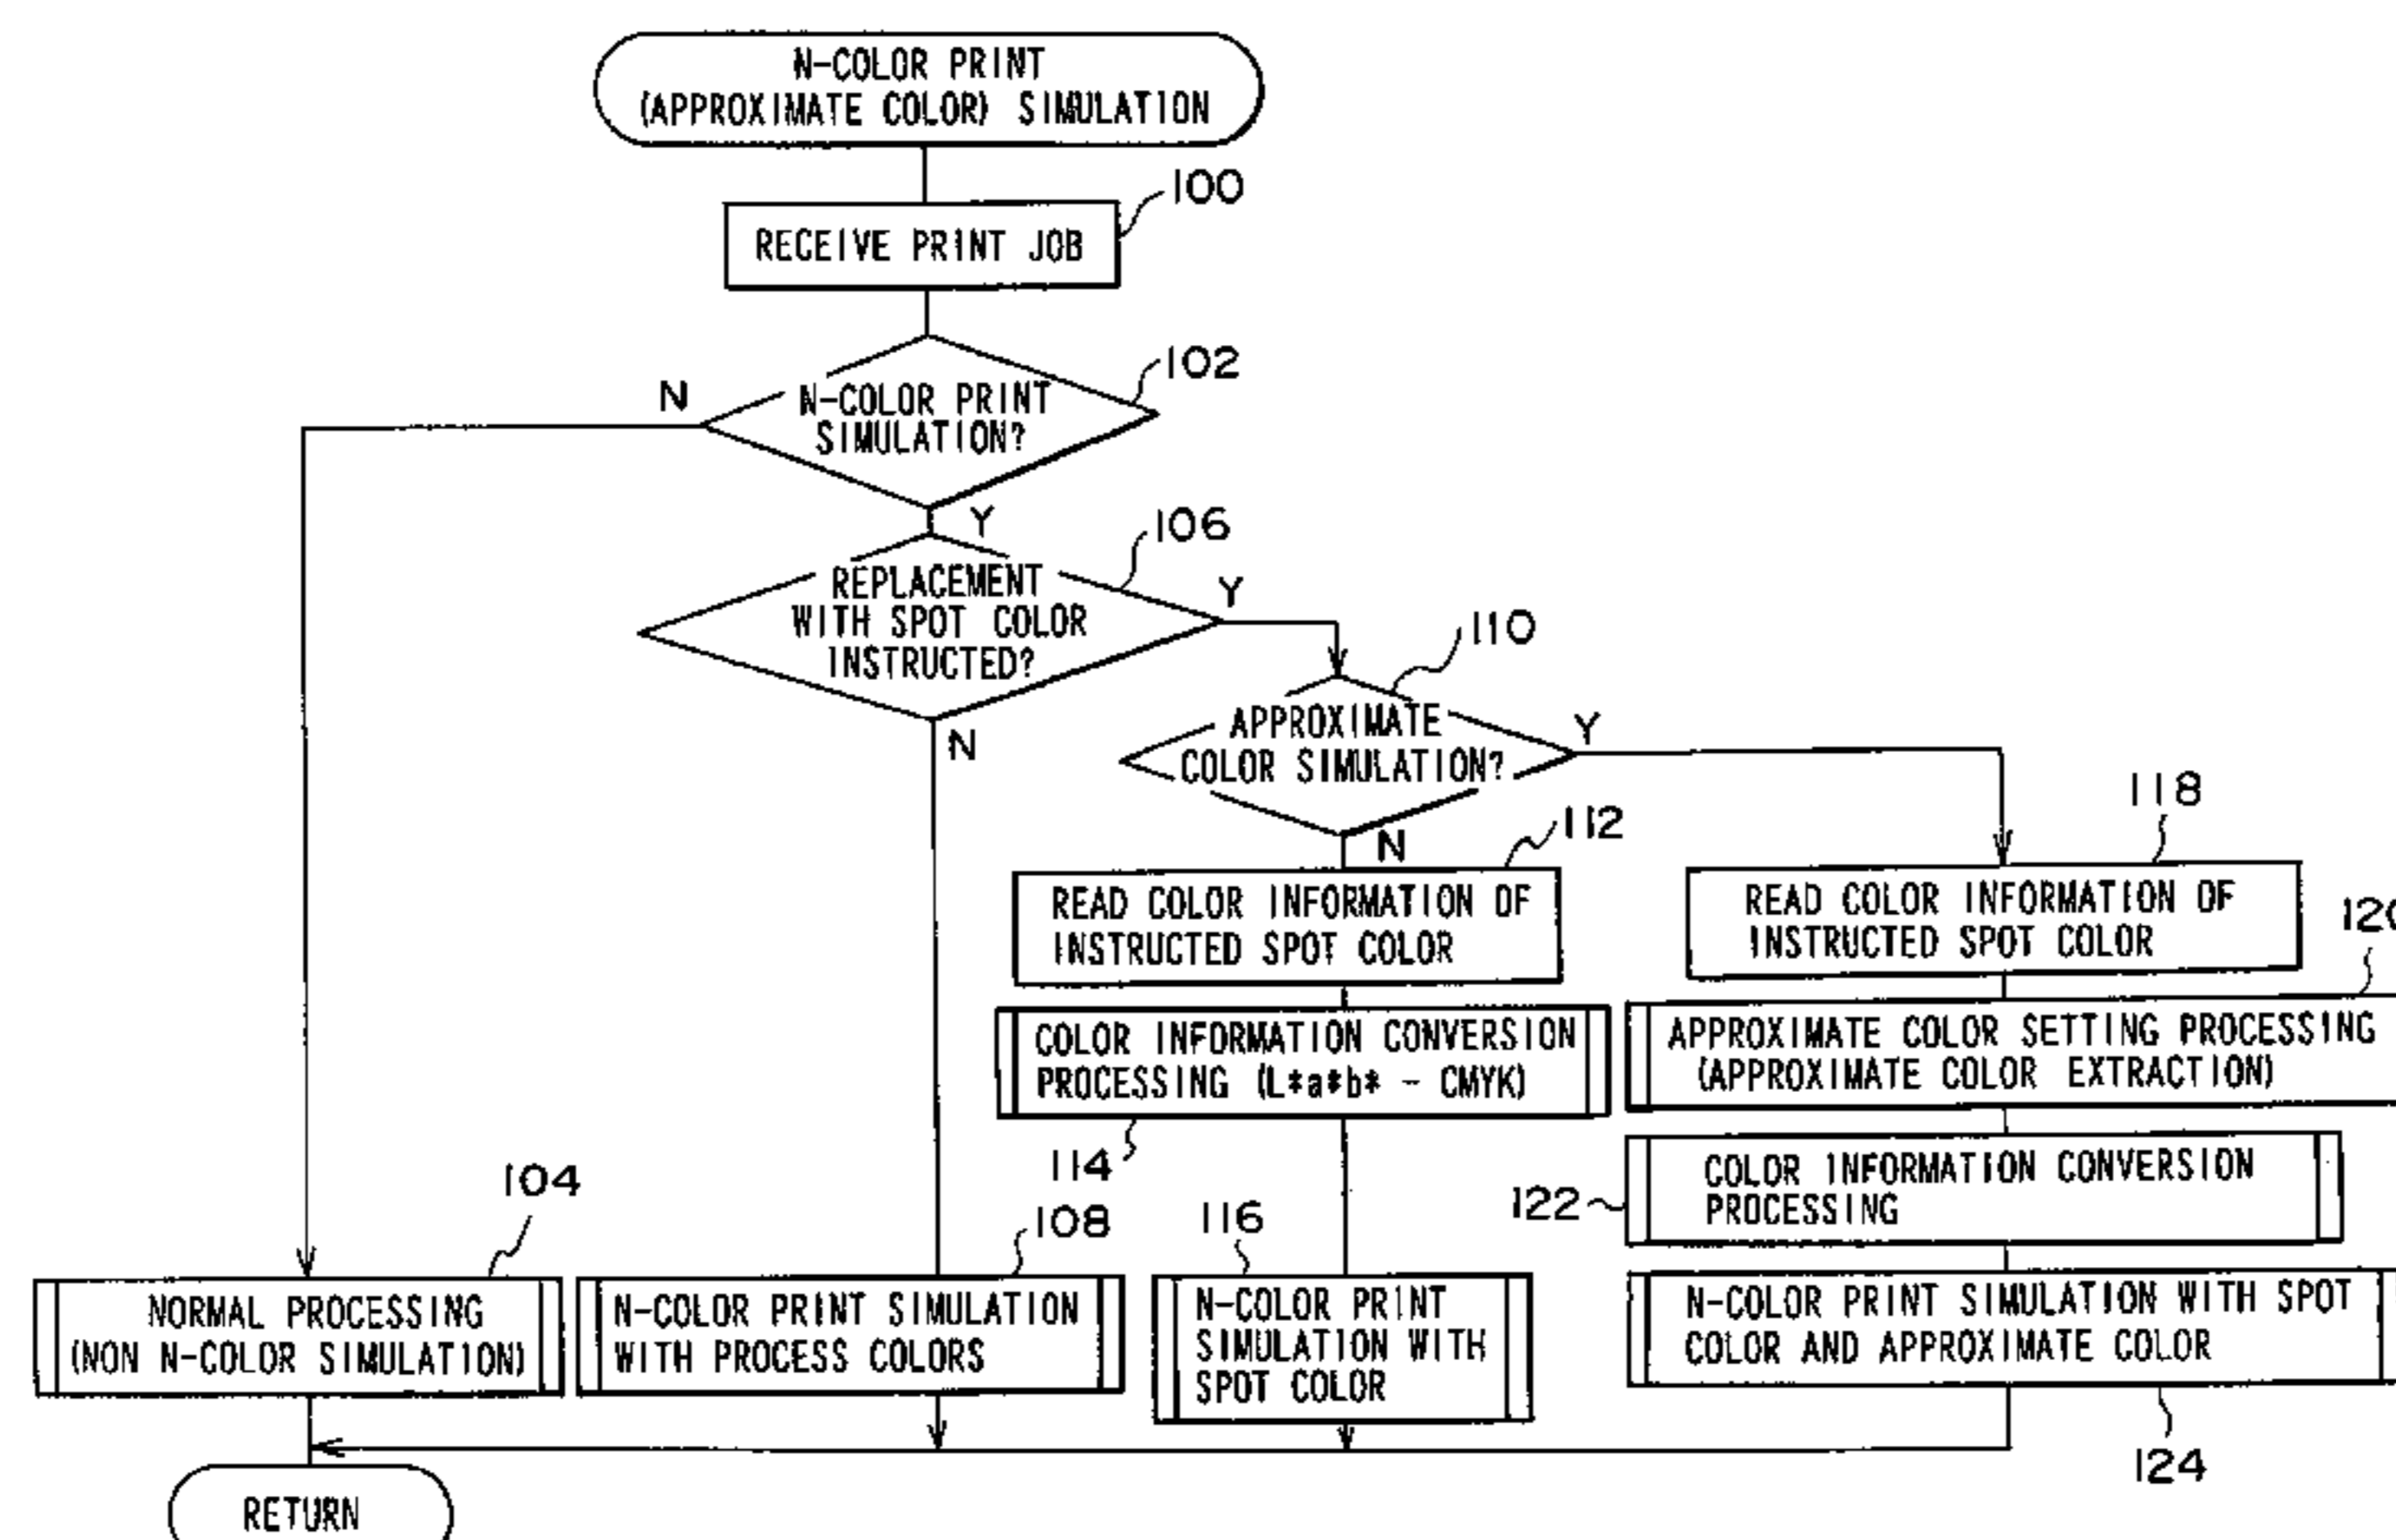 N-COLOR PRINT
(APPROXIMATE COLOR) SIMULATION
100
RECEIVE PRINT JOB
102
N
N-COLOR PRINT
SIMULATION?
Y
106
REPLACEMENT
WITH SPOT COLOR
INSTRUCTED?
Y
N
110
APPROXIMATE
COLOR SIMULATION?
Y
N
112
READ COLOR INFORMATION OF
INSTRUCTED SPOT COLOR
118
READ COLOR INFORMATION OF
INSTRUCTED SPOT COLOR
120
COLOR INFORMATION CONVERSION
PROCESSING (L*a*b* - CMYK)
114
APPROXIMATE COLOR SETTING PROCESSING
(APPROXIMATE COLOR EXTRACTION)
122
COLOR INFORMATION CONVERSION
PROCESSING
104
NORMAL PROCESSING
(NON N-COLOR SIMULATION)
108
N-COLOR PRINT SIMULATION
WITH PROCESS COLORS
116
N-COLOR PRINT
SIMULATION WITH
SPOT COLOR
N-COLOR PRINT SIMULATION WITH SPOT
COLOR AND APPROXIMATE COLOR
124
RETURN